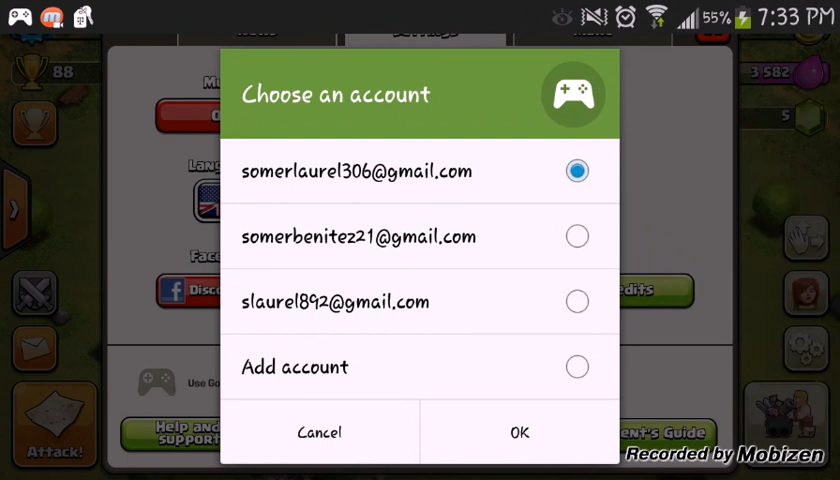 55% 7:33 PM
Settings
88
Choose an account
3 582
5
somerlaurel306@gmail.com
somerbenitez21@gmail.com
slaurel892@gmail.com
Add account
Cancel
OK
Help and
support
Attack!
Recorded by Mobizen